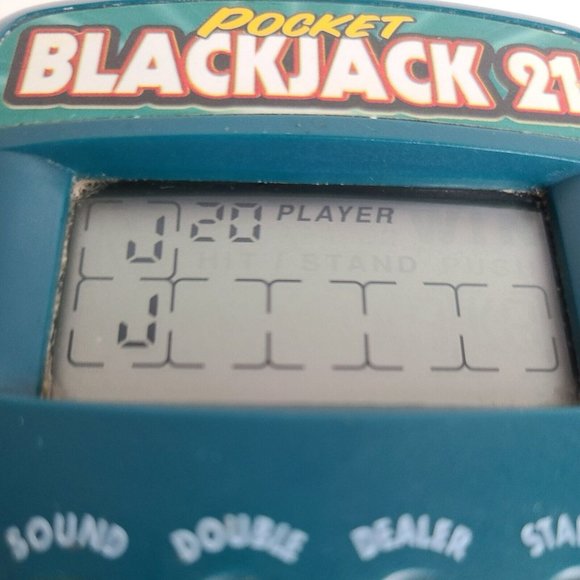 POCKET
BLACKJACK 21
J 20 PLAYER
HIT STAND PUSH
J
SOUND DOUBLE DEALER